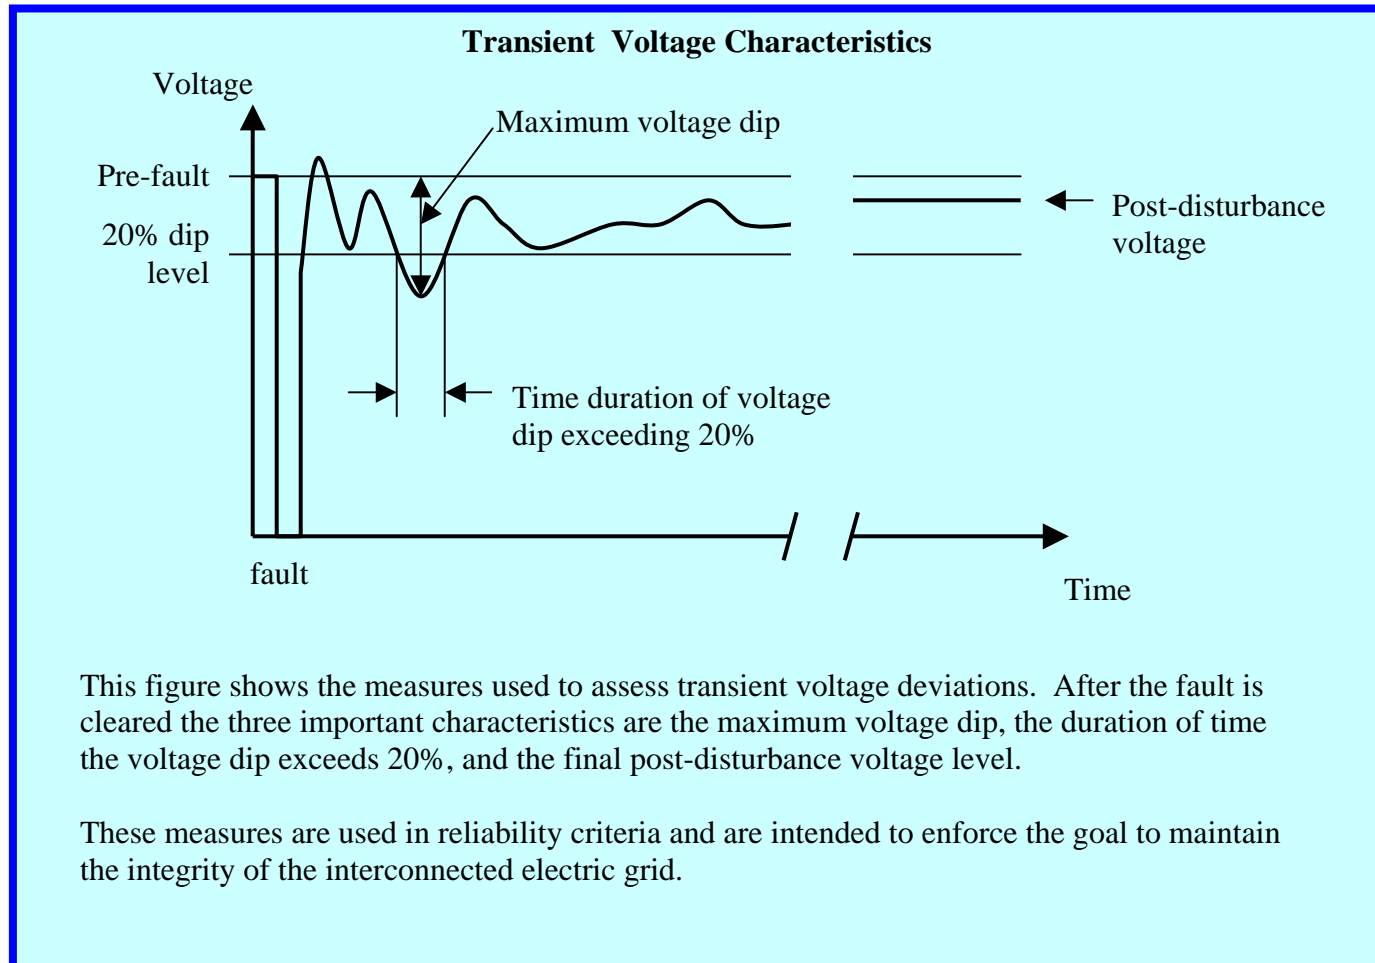 Transient Voltage Characteristics
Voltage
Maximum voltage dip
Pre-fault
20% dip
level
Post-disturbance
voltage
Time duration of voltage
dip exceeding 20%
fault
Time
This figure shows the measures used to assess transient voltage deviations. After the fault is
cleared the three important characteristics are the maximum voltage dip, the duration of time
the voltage dip exceeds 20%, and the final post-disturbance voltage level.
These measures are used in reliability criteria and are intended to enforce the goal to maintain
the integrity of the interconnected electric grid.